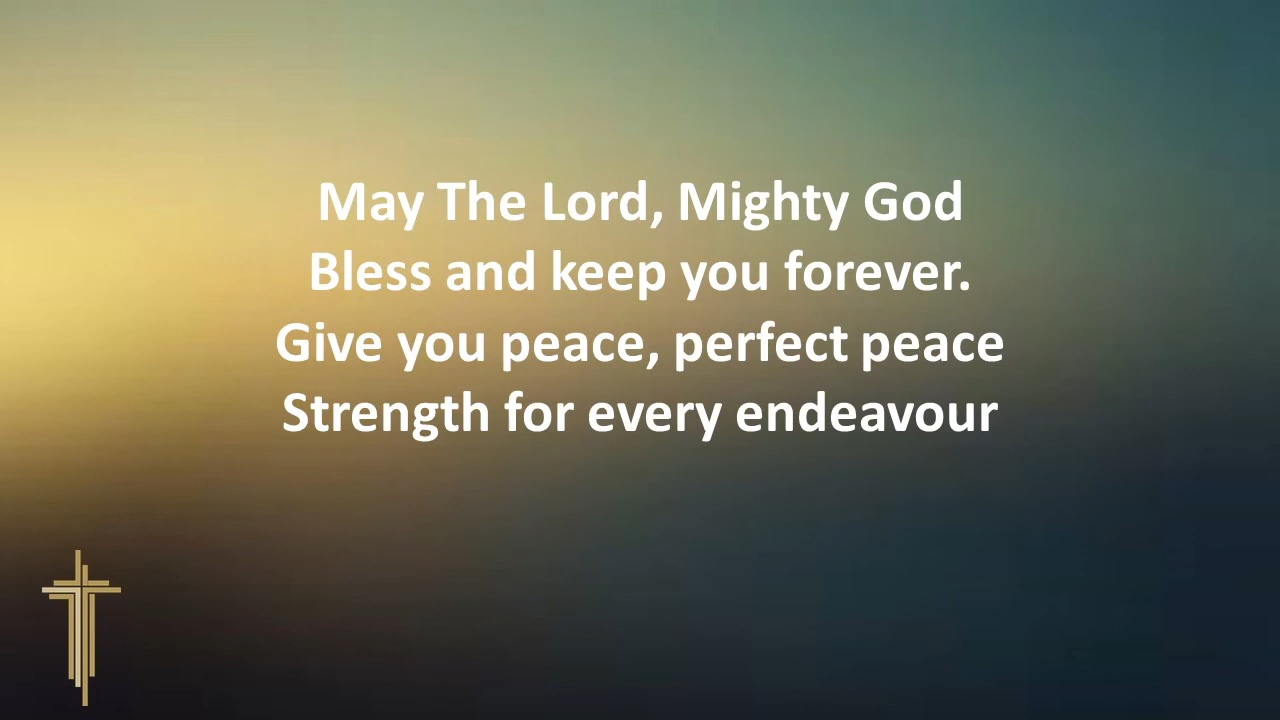 May The Lord, Mighty God
Bless and keep you forever.
Give you peace, perfect peace
Strength for every endeavour